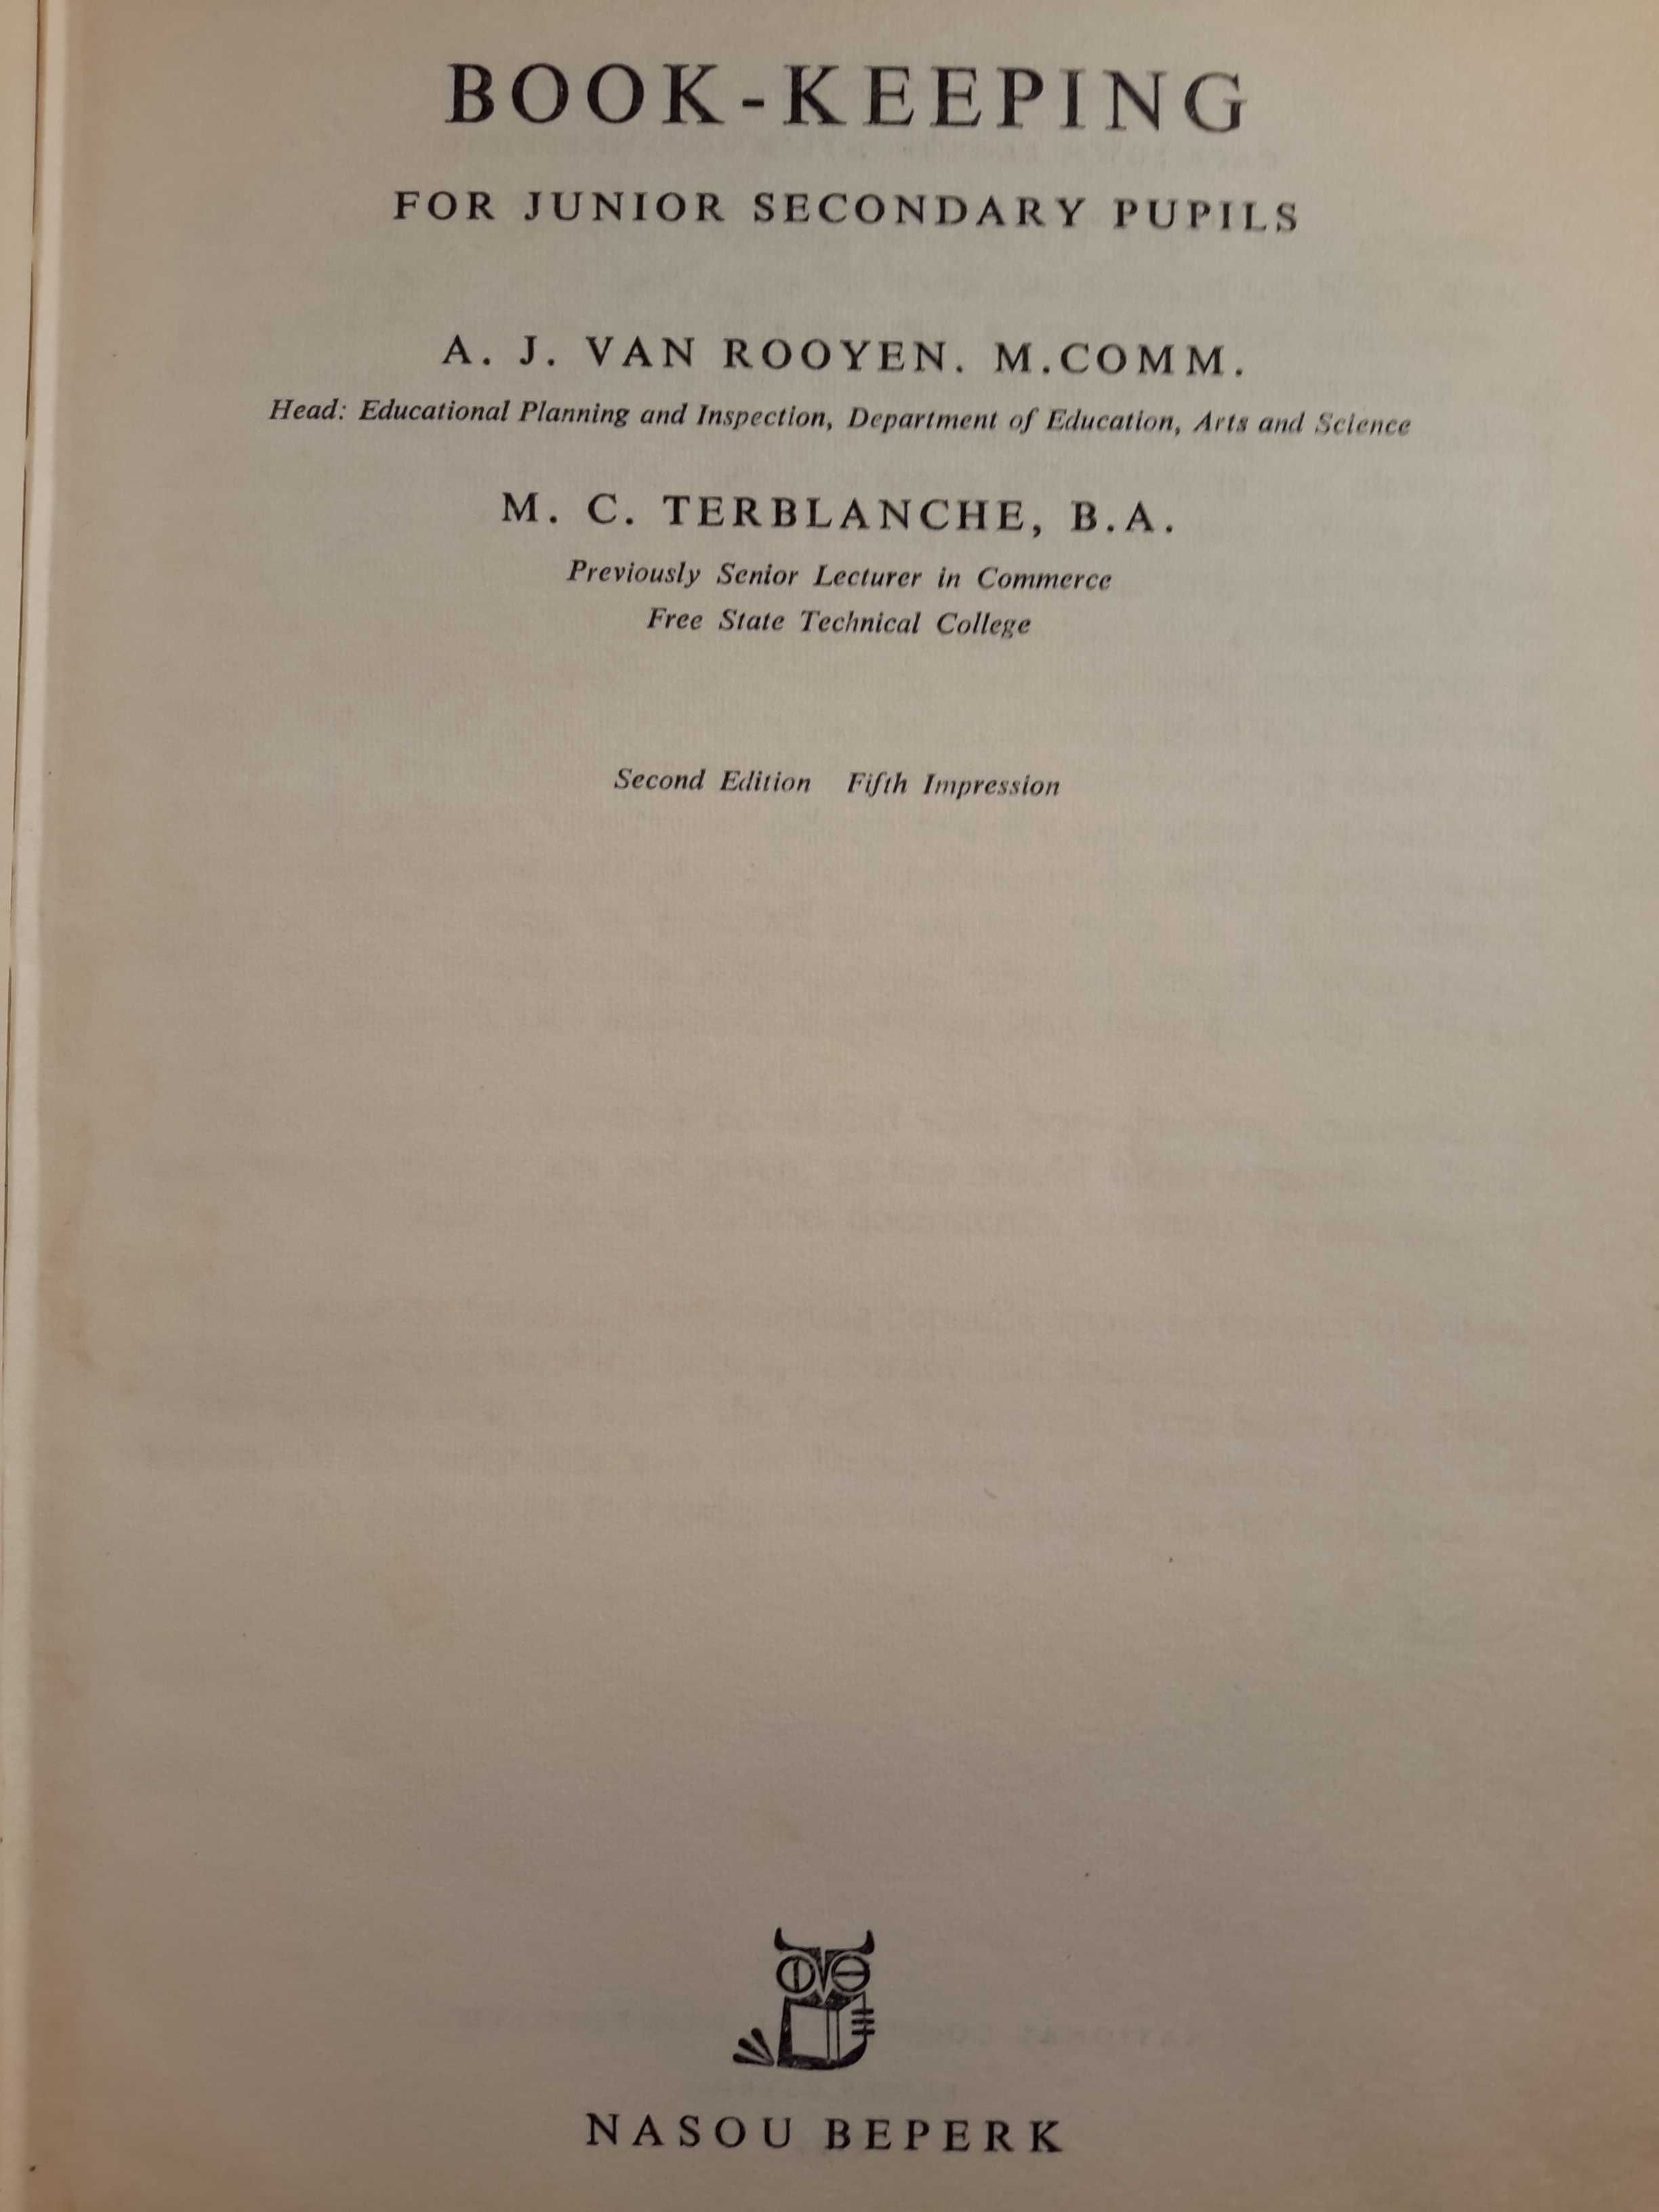 BOOK-KEEPING
FOR JUNIOR SECONDARY PUPILS
A. J. VAN ROOYEN. M.COMM.
Head: Educational Planning and Inspection, Department of Education, Arts and Science
M. C. TERBLANCHE, B.A.
Previously Senior Lecturer in Commerce
Free State Technical College
Second Edition Fifth Impression
NASOU BEPERK